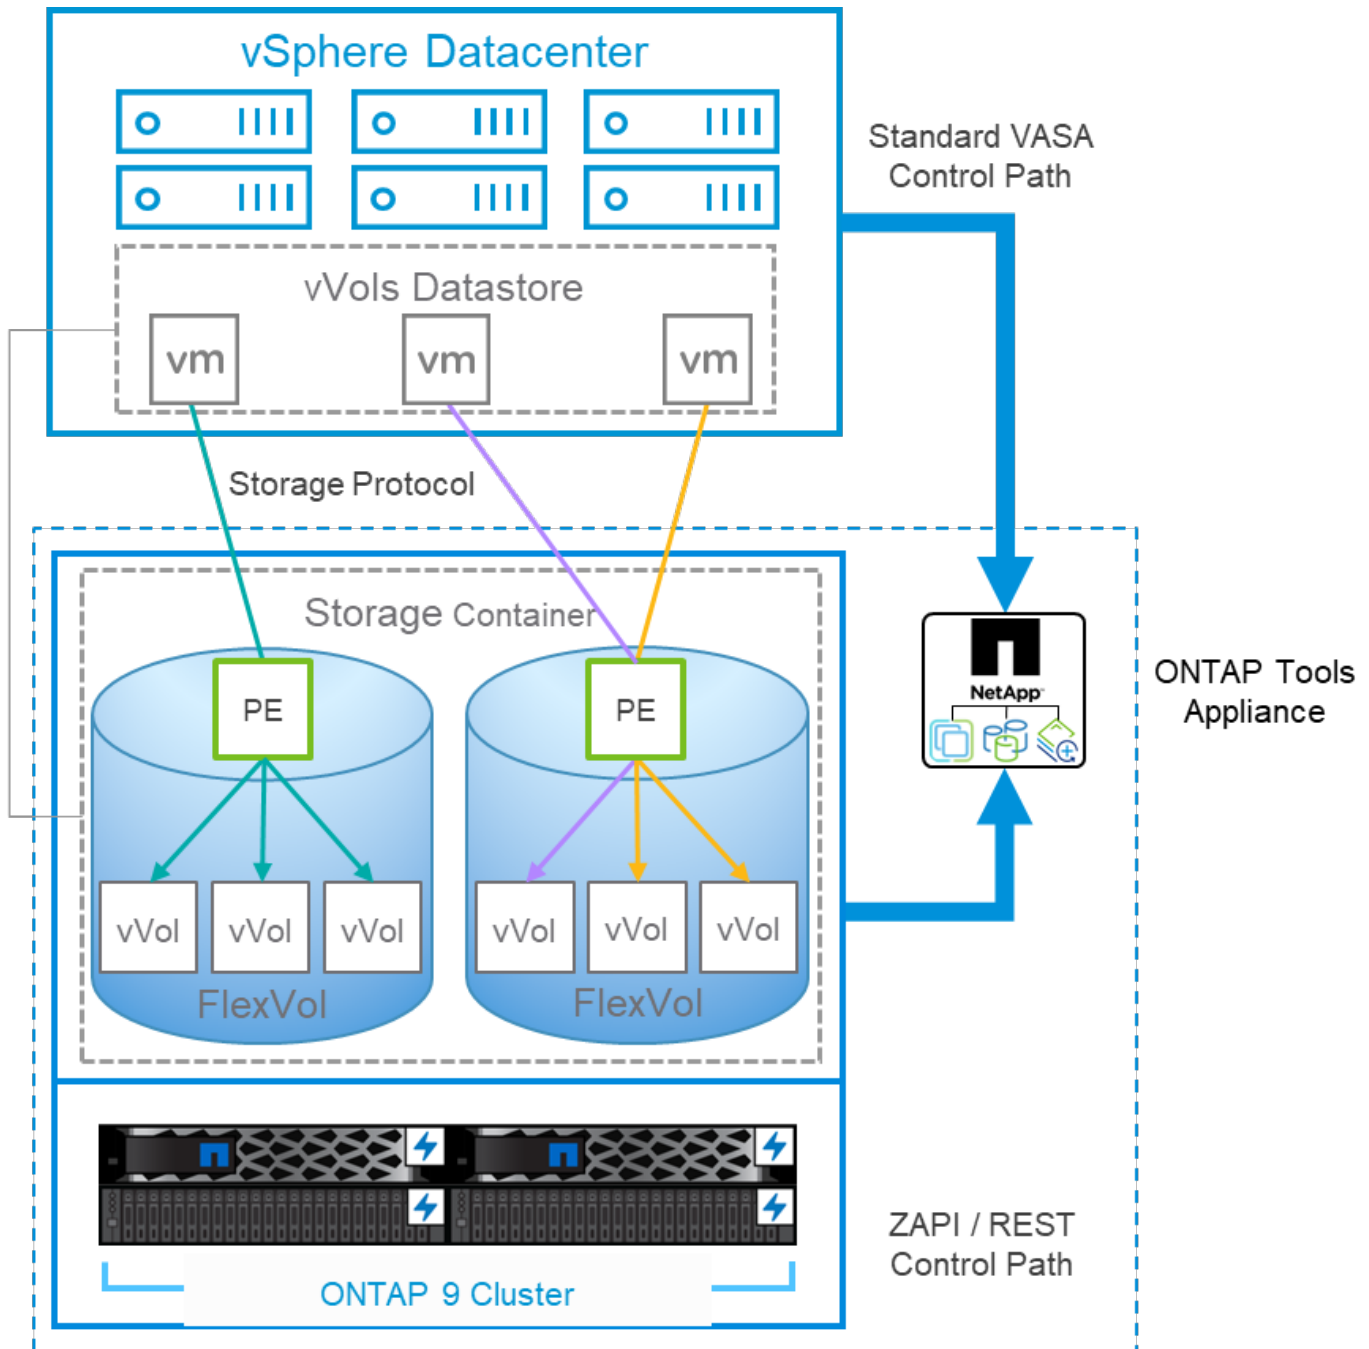 vSphere Datacenter
Standard VASA
Control Path
vVols Datastore
vm
vm
vm
Storage Protocol
Storage Container
PE
PE
NetApp
ONTAP Tools
Appliance
vVol
vVol
vVol
vVol
vVol
vVol
FlexVol
FlexVol
ZAPI / REST
Control Path
ONTAP 9 Cluster